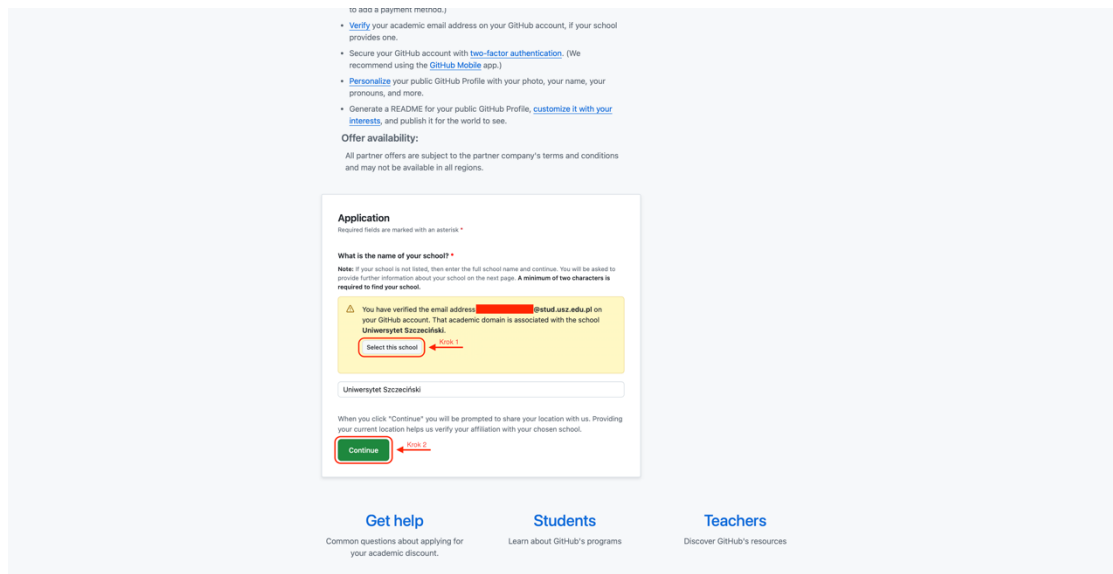 to add a payment method.)
• Verify your academic email address on your GitHub account, if your school
provides one.
• Secure your GitHub account with two-factor authentication. (We
recommend using the GitHub Mobile app.)
• Personalize your public GitHub Profile with your photo, your name, your
pronouns, and more.
• Generate a README for your public GitHub Profile, customize it with your
interests, and publish it for the world to see.
Offer availability:
All partner offers are subject to the partner company's terms and conditions
and may not be available in all regions.
Application
Required fields are marked with an asterisk *
What is the name of your school? *
Note: If your school is not listed, then enter the full school name and continue. You will be asked to
provide further information about your school on the next page. A minimum of two characters is
required to find your school.
You have verified the email address @stud.usz.edu.pl on
your GitHub account. That academic domain is associated with the school
Uniwersytet Szczeciński.
Select this school Krok 1
Uniwersytet Szczeciński
When you click "Continue" you will be prompted to share your location with us. Providing
your current location helps us verify your affiliation with your chosen school.
Continue Krok 2
Get help
Common questions about applying for
your academic discount.
Students
Learn about GitHub's programs
Teachers
Discover GitHub's resources